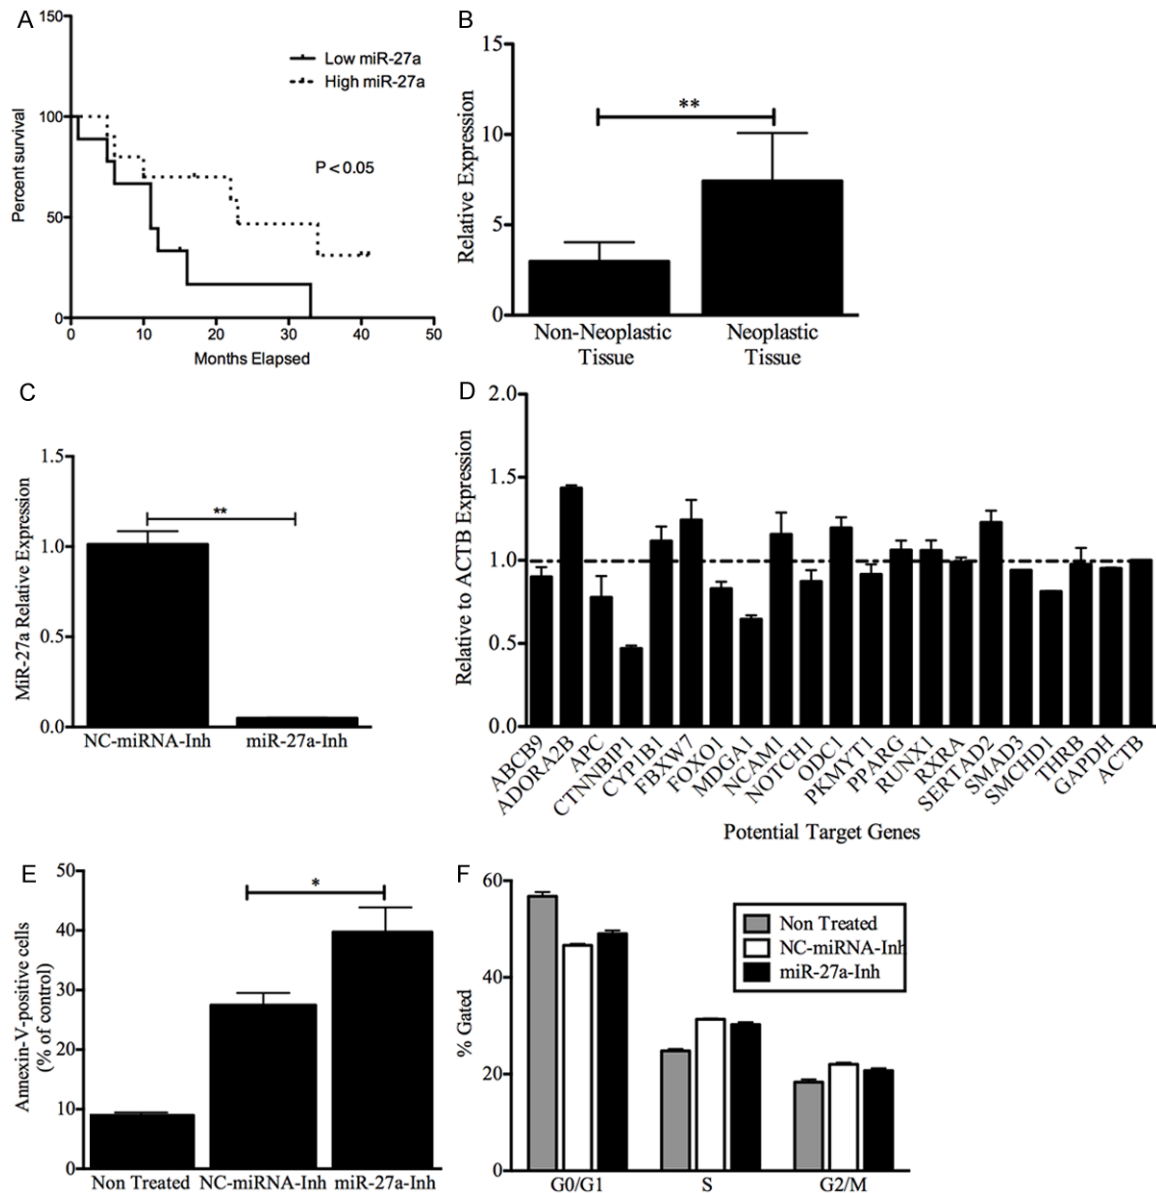 A
150
100
50
0
Percent survival
Low miR-27a
High miR-27a
P < 0.05
0 10 20 30 40 50
Months Elapsed
B
15
10
5
0
Relative Expression
**
Non-Neoplastic
Tissue
Neoplastic
Tissue
C
1.5
1.0
0.5
0.0
MiR-27a Relative Expression
**
NC-miRNA-Inh miR-27a-Inh
D
2.0
1.5
1.0
0.5
0.0
Relative to ACTB Expression
ABCB9
ADORA2B
APC
CTNNBIP1
CYP1B1
FBXW7
FOXO1
MDGA1
NCAM1
NOTCH1
ODC1
PKMYT1
PPARG
RUNX1
RXRA
SERTAD2
SMAD3
SMCHD1
THRB
GAPDH
ACTB
Potential Target Genes
E
50
40
30
20
10
0
Annexin-V-positive cells
(% of control)
*
Non Treated NC-miRNA-Inh miR-27a-Inh
F
60
40
20
0
% Gated
Non Treated
NC-miRNA-Inh
miR-27a-Inh
G0/G1 S G2/M